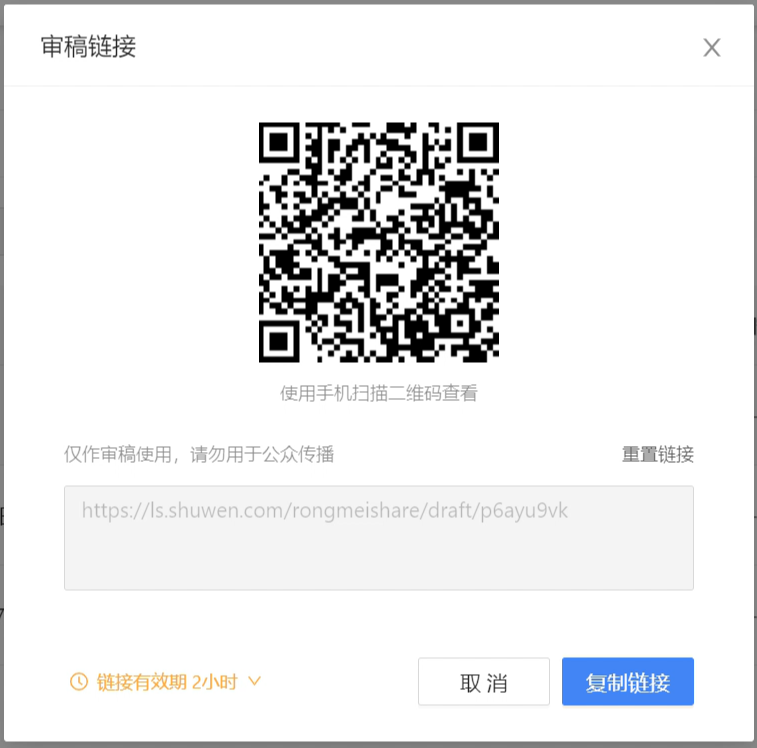 审稿链接
使用手机扫描二维码查看
仅作审稿使用，请勿用于公众传播
重置链接
https://ls.shuwen.com/rongmeishare/draft/p6ayu9vk
链接有效期 2小时
取 消
复制链接